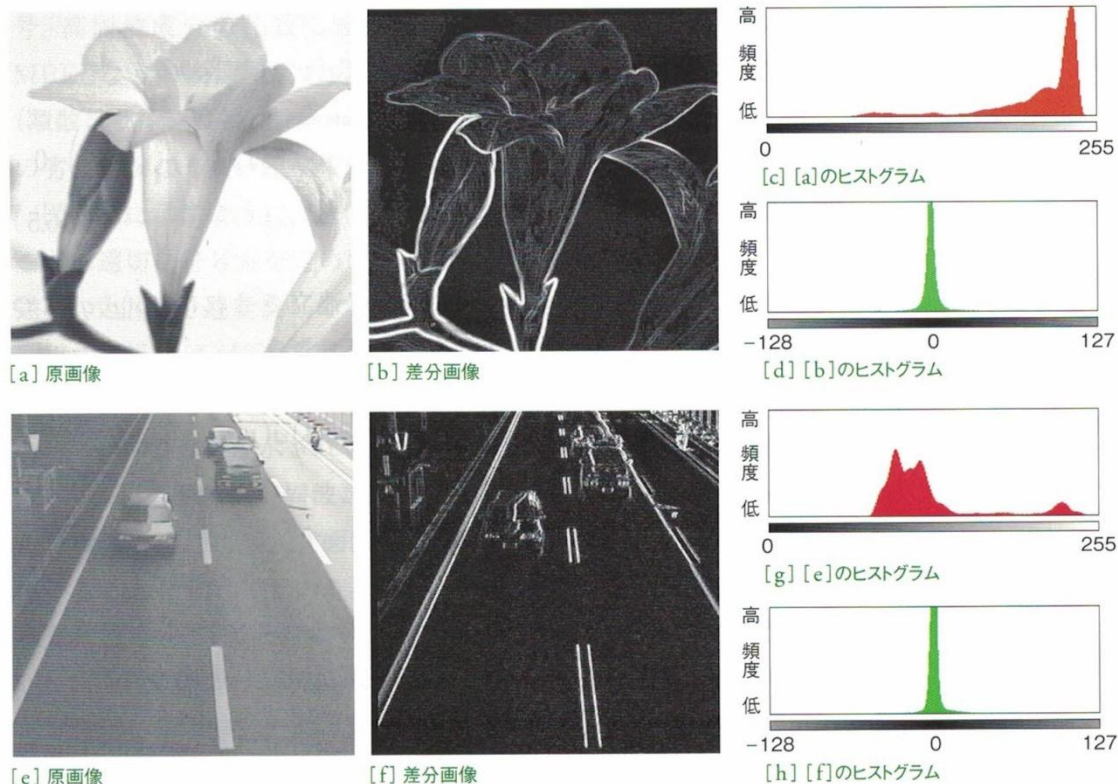 高
頻
度
低
0 255
[c] [a]のヒストグラム
高
頻
度
低
-128 0 127
[a] 原画像
[b] 差分画像
[d] [b]のヒストグラム
高
頻
度
低
0 255
[g] [e]のヒストグラム
高
頻
度
低
-128 0 127
[e] 原画像
[f] 差分画像
[h] [f]のヒストグラム